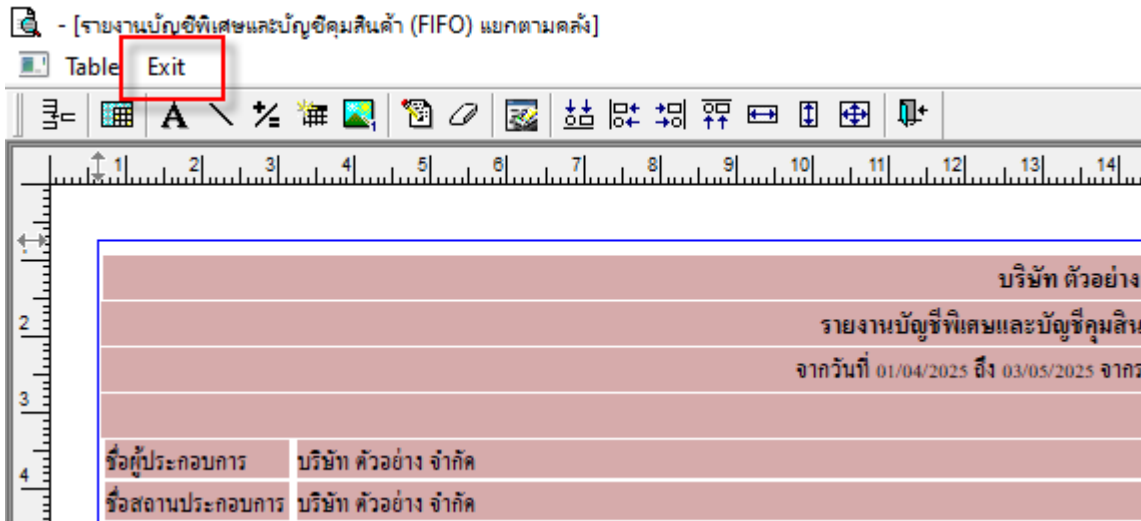 - [รายงานบัญชีพิเศษและบัญชีคุมสินค้า (FIFO) แยกตามคลัง]
Table Exit
1 2 3 4 5 6 7 8 9 10 11 12 13 14
บริษัท ตัวอย่าง
รายงานบัญชีพิเศษและบัญชีคุมสิน
2
จากวันที่ 01/04/2025 ถึง 03/05/2025 จาก
3
ชื่อผู้ประกอบการ บริษัท ตัวอย่าง จำกัด
4
ชื่อสถานประกอบการ บริษัท ตัวอย่าง จำกัด